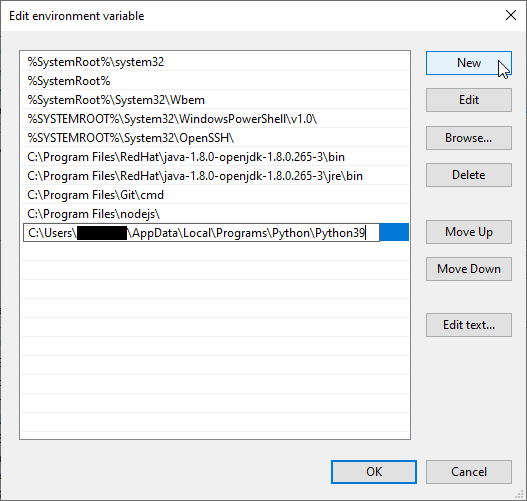 Edit environment variable
%SystemRoot%\system32
%SystemRoot%
%SystemRoot%\System32\Wbem
%SYSTEMROOT%\System32\WindowsPowerShell\v1.0\
%SYSTEMROOT%\System32\OpenSSH\
C:\Program Files\RedHat\java-1.8.0-openjdk-1.8.0.265-3\bin
C:\Program Files\RedHat\java-1.8.0-openjdk-1.8.0.265-3\jre\bin
C:\Program Files\Git\cmd
C:\Program Files\nodejs\
C:\Users\ \AppData\Local\Programs\Python\Python39
New
Edit
Browse...
Delete
Move Up
Move Down
Edit text...
OK
Cancel